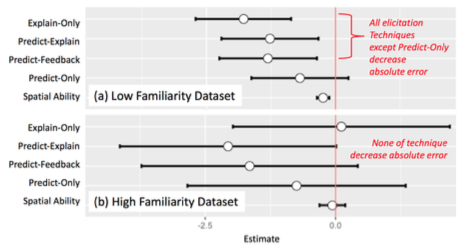 Explain-Only
Predict-Explain
Predict-Feedback
Predict-Only
Spatial Ability
All elicitation
Techniques
except Predict-Only
decrease
absolute error
(a) Low Familiarity Dataset
Explain-Only
Predict-Explain
Predict-Feedback
Predict-Only
Spatial Ability
None of technique
decrease absolute error
(b) High Familiarity Dataset
-2.5
0.0
Estimate